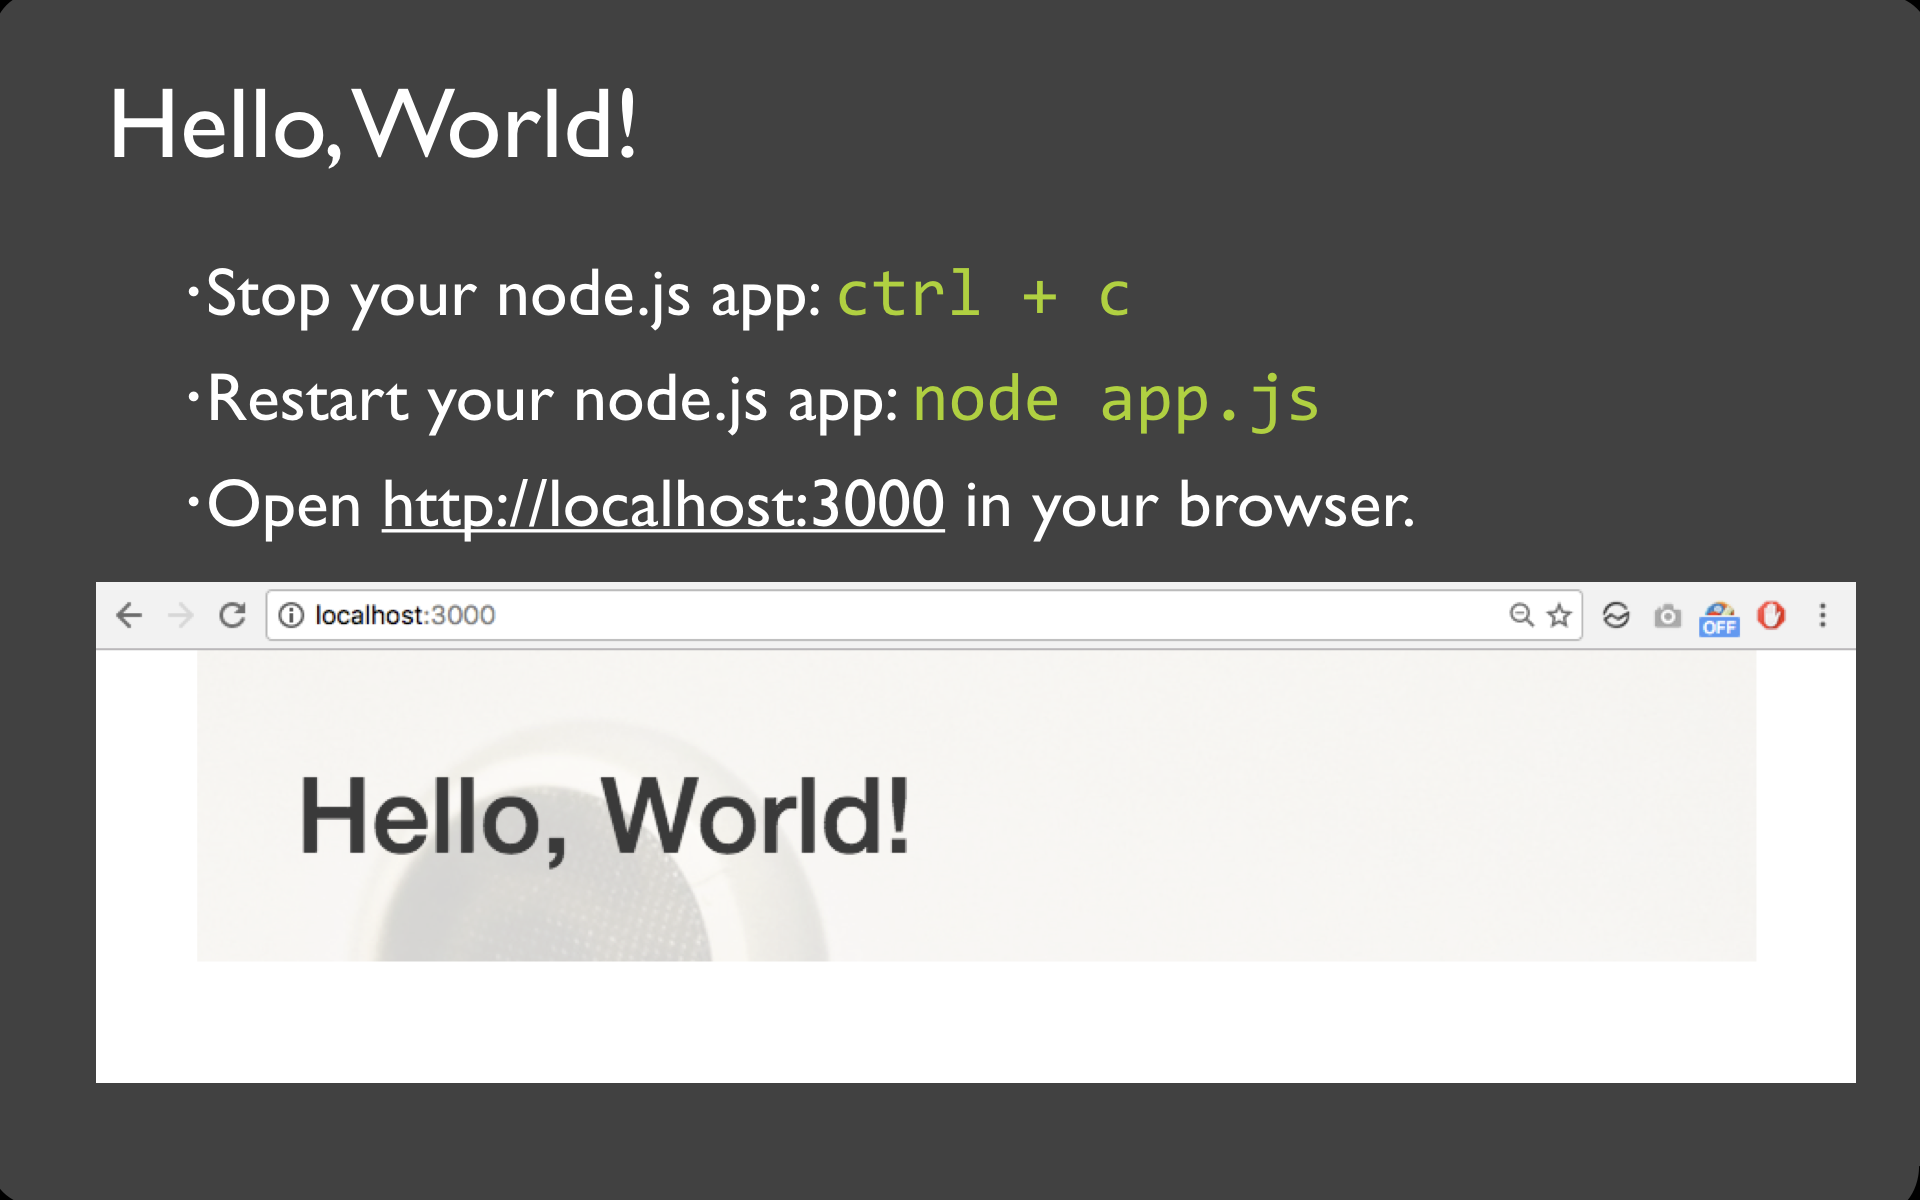 Hello, World!
·Stop your node.js app: ctrl + c
·Restart your node.js app: node app.js
·Open http://localhost:3000 in your browser.
localhost:3000
OFF
Hello, World!